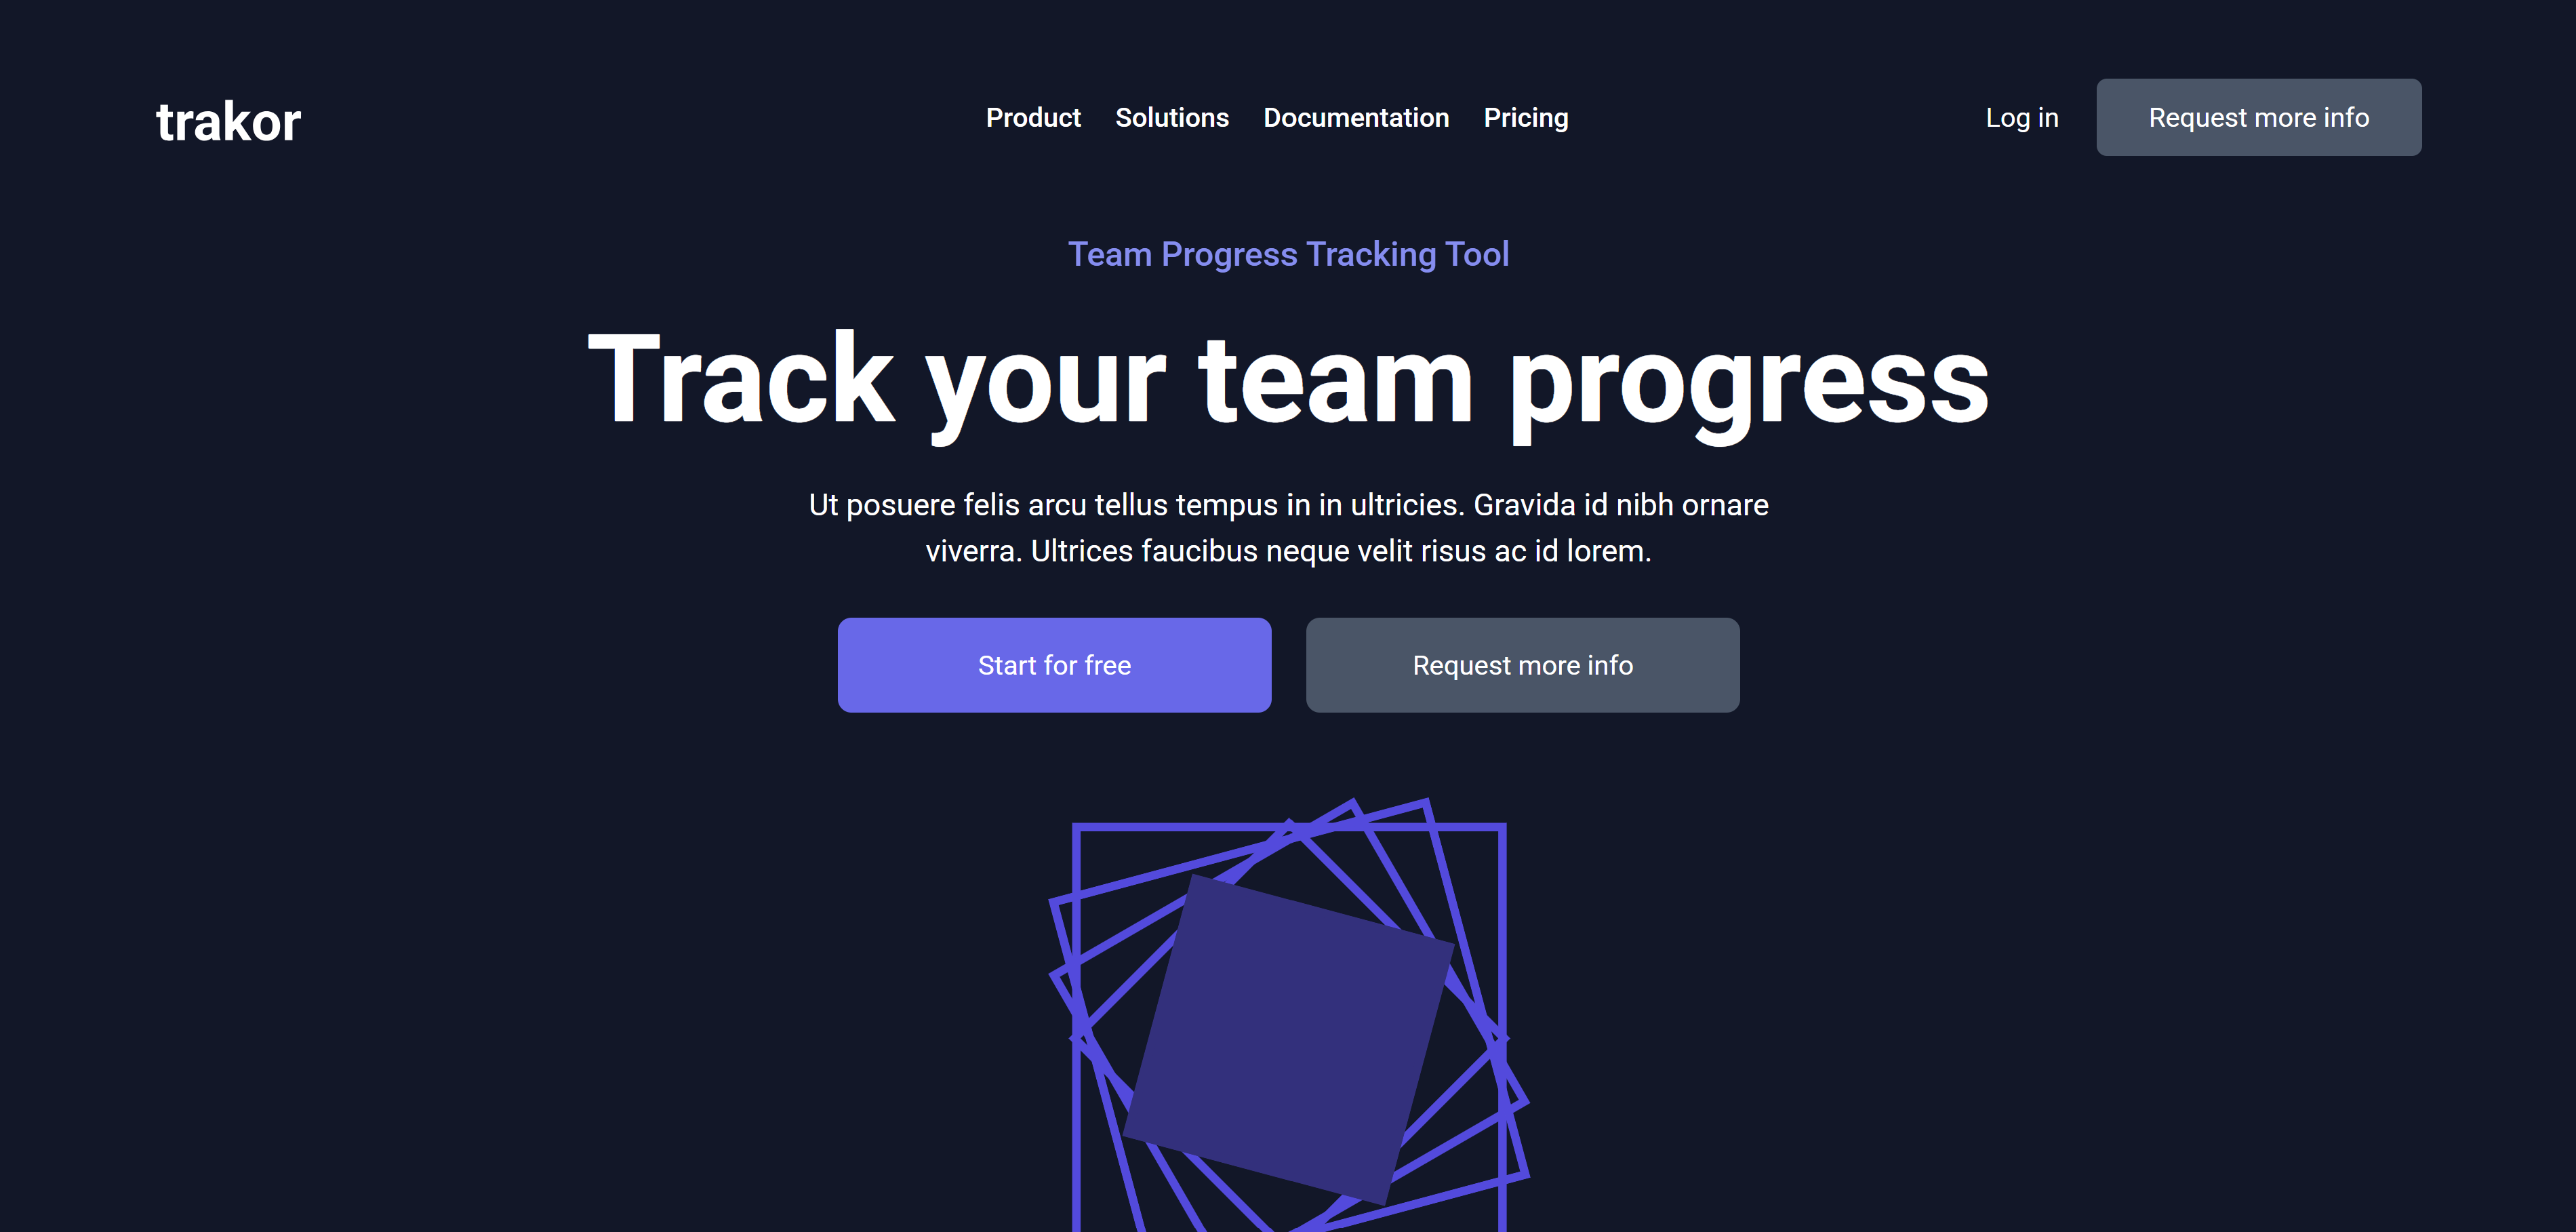 trakor
Product Solutions Documentation Pricing
Log in
Request more info
Team Progress Tracking Tool
Track your team progress
Ut posuere felis arcu tellus tempus in in ultricies. Gravida id nibh ornare
viverra. Ultrices faucibus neque velit risus ac id lorem.
Start for free
Request more info